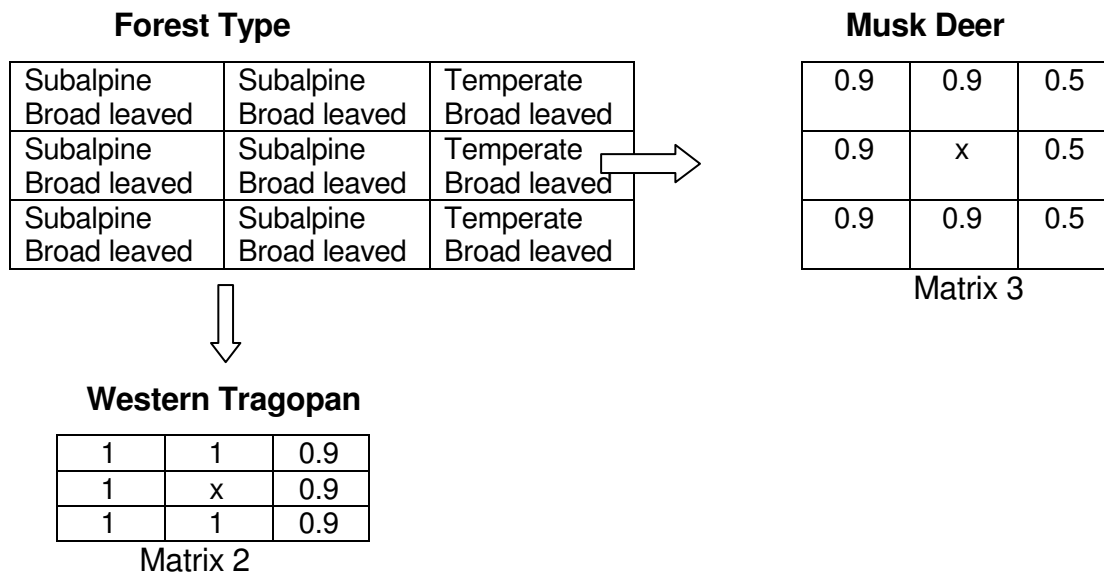 Forest Type
Subalpine Broad leaved Subalpine Broad leaved Temperate Broad leaved
Subalpine Broad leaved Subalpine Broad leaved Temperate Broad leaved
Subalpine Broad leaved Subalpine Broad leaved Temperate Broad leaved
Musk Deer
0.9 0.9 0.5
0.9 x 0.5
0.9 0.9 0.5
Matrix 3
Western Tragopan
1 1 0.9
1 x 0.9
1 1 0.9
Matrix 2